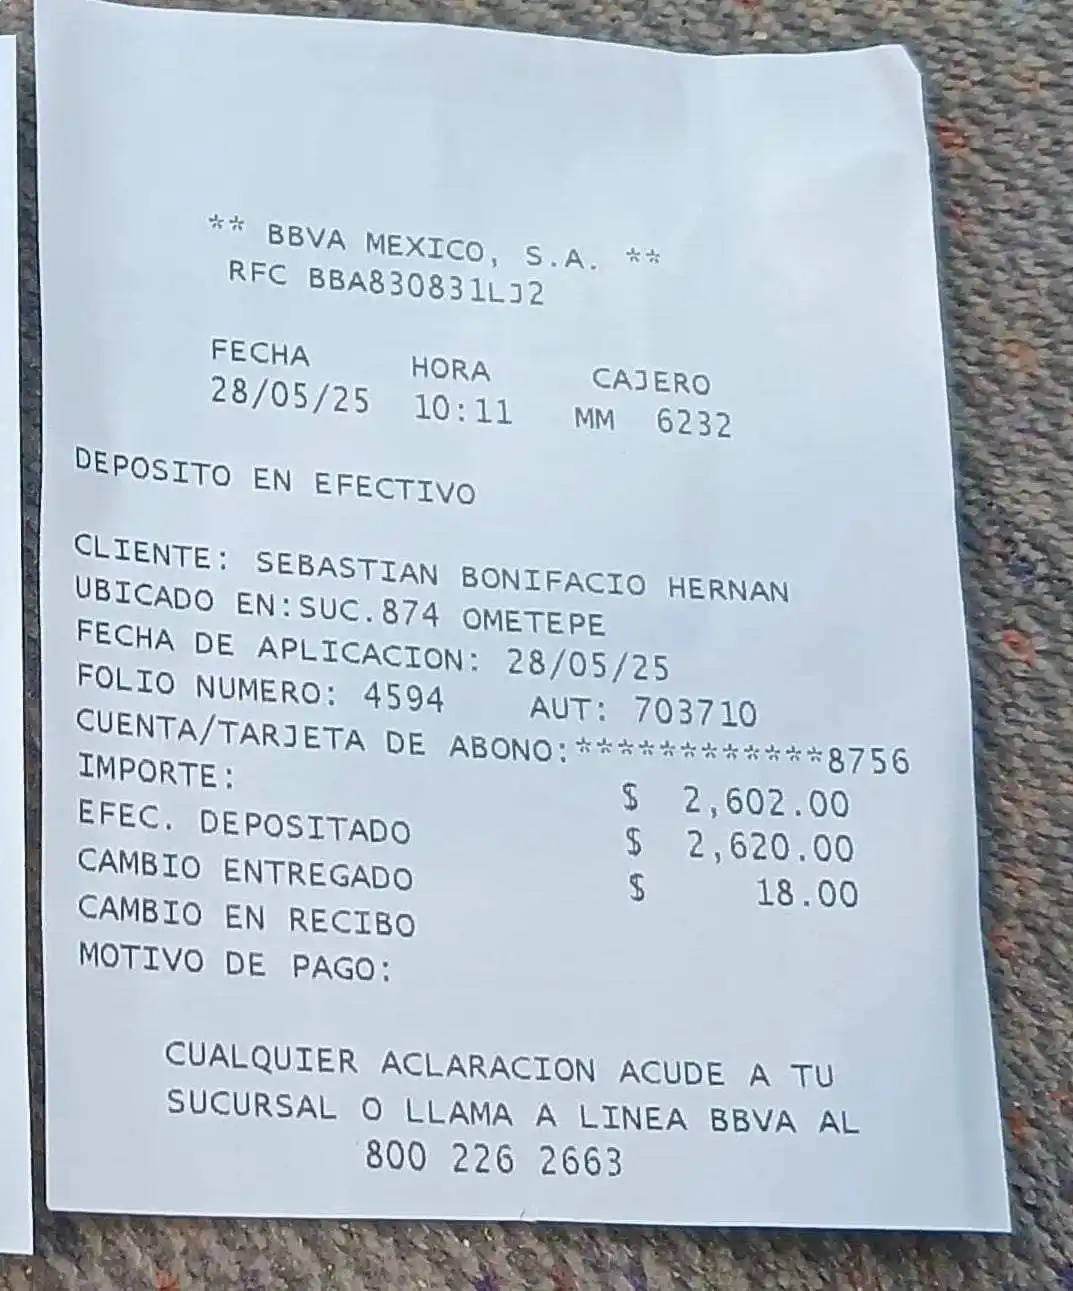 ** BBVA MEXICO, S.A. **
RFC BBA830831LJ2
FECHA HORA CAJERO
28/05/25 10:11 MM 6232
DEPOSITO EN EFECTIVO
CLIENTE: SEBASTIAN BONIFACIO HERNAN
UBICADO EN:SUC.874 OMETEPE
FECHA DE APLICACION: 28/05/25
FOLIO NUMERO: 4594 AUT: 703710
CUENTA/TARJETA DE ABONO:************8756
IMPORTE: $ 2,602.00
EFEC. DEPOSITADO $ 2,620.00
CAMBIO ENTREGADO $ 18.00
CAMBIO EN RECIBO
MOTIVO DE PAGO:
CUALQUIER ACLARACION ACUDE A TU
SUCURSAL O LLAMA A LINEA BBVA AL
800 226 2663